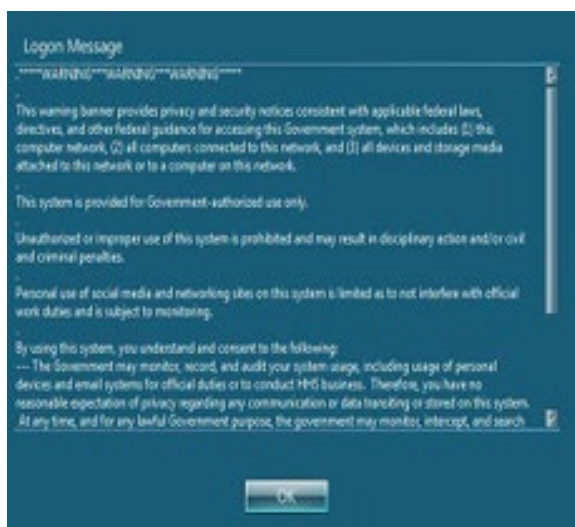 Logon Message
.*****WARNING***WARNING***WARNING*****
.
This warning banner provides privacy and security notices consistent with applicable federal laws,
directives, and other federal guidance for accessing this Government system, which includes (1) this
computer network, (2) all computers connected to this network, and (3) all devices and storage media
attached to this network or to a computer on this network.
.
This system is provided for Government-authorized use only.
.
Unauthorized or improper use of this system is prohibited and may result in disciplinary action and/or civil
and criminal penalties.
.
Personal use of social media and networking sites on this system is limited as to not interfere with official
work duties and is subject to monitoring.
.
By using this system, you understand and consent to the following:
--- The Government may monitor, record, and audit your system usage, including usage of personal
devices and email systems for official duties or to conduct HHS business. Therefore, you have no
reasonable expectation of privacy regarding any communication or data transiting or stored on this system.
At any time, and for any lawful Government purpose, the government may monitor, intercept, and search
OK